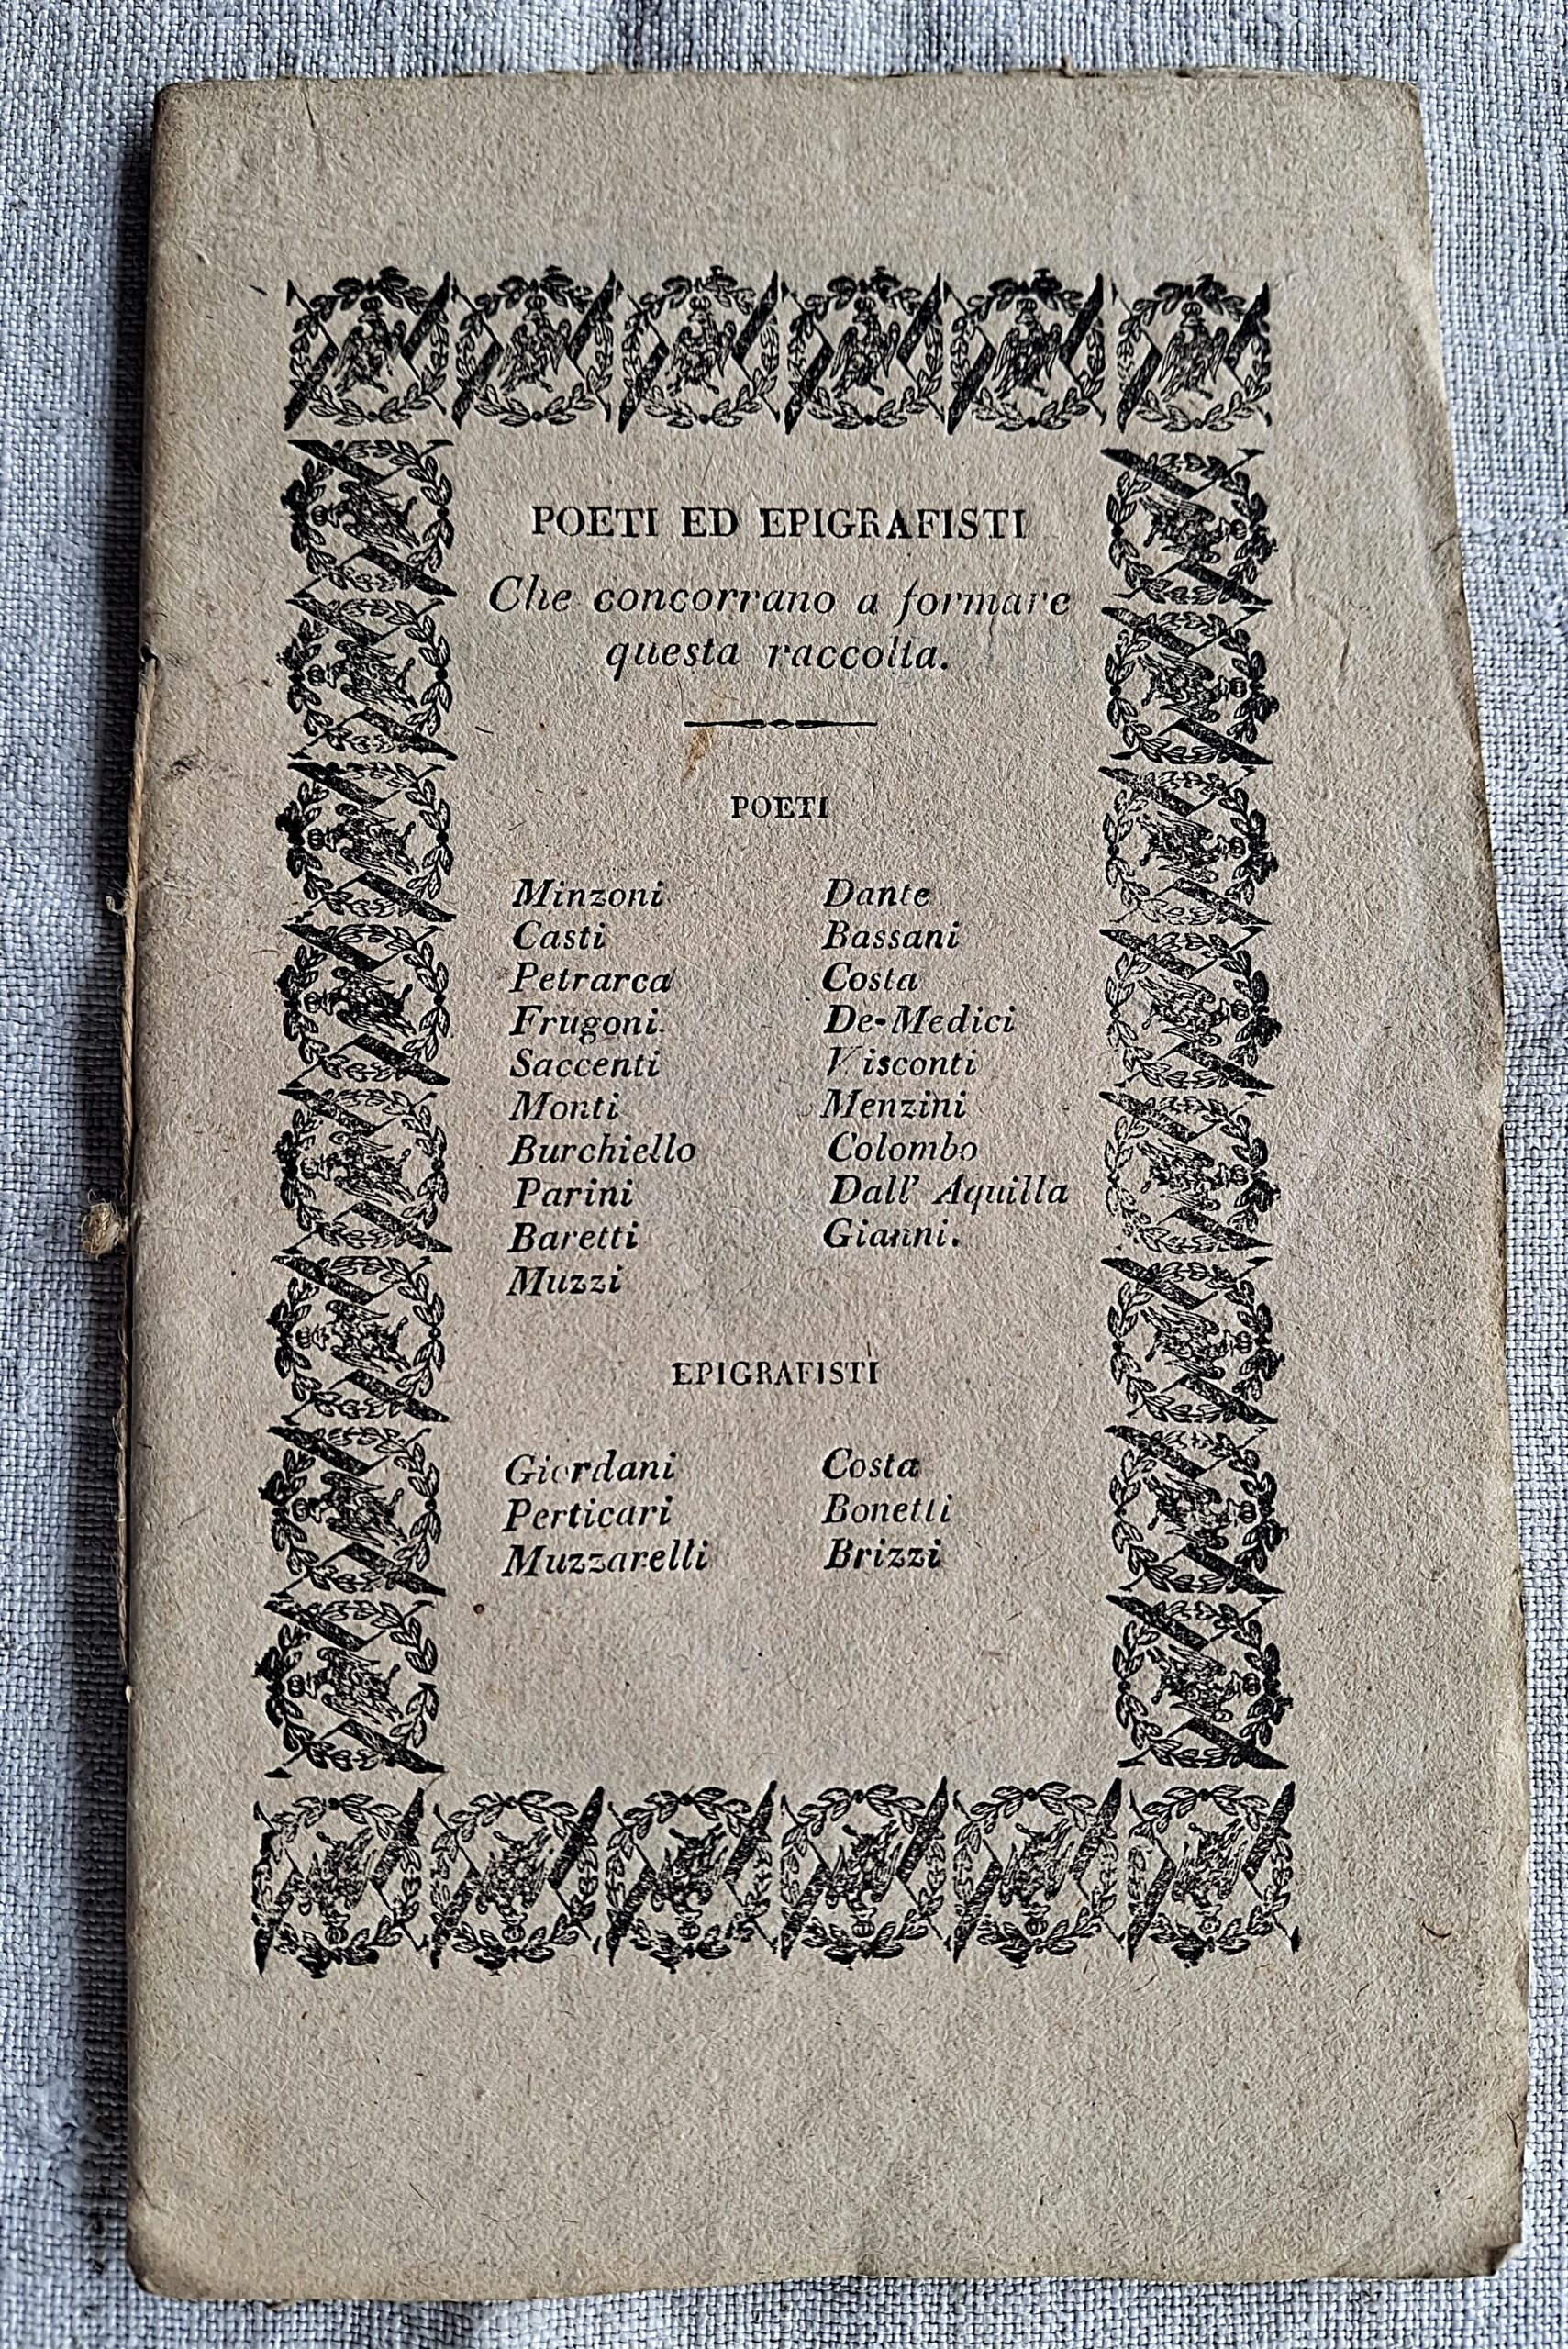 POETI ED EPIGRAFISTI
Che concorrano a formare
questa raccolta.
POETI
Minzoni
Casti
Petrarca
Frugoni
Saccenti
Monti
Burchiello
Parini
Baretti
Muzzi
Dante
Bassani
Costa
De-Medici
Visconti
Menzini
Colombo
Dall' Aquilla
Gianni.
EPIGRAFISTI
Giordani
Perticari
Muzzarelli
Costa
Bonetti
Brizzi